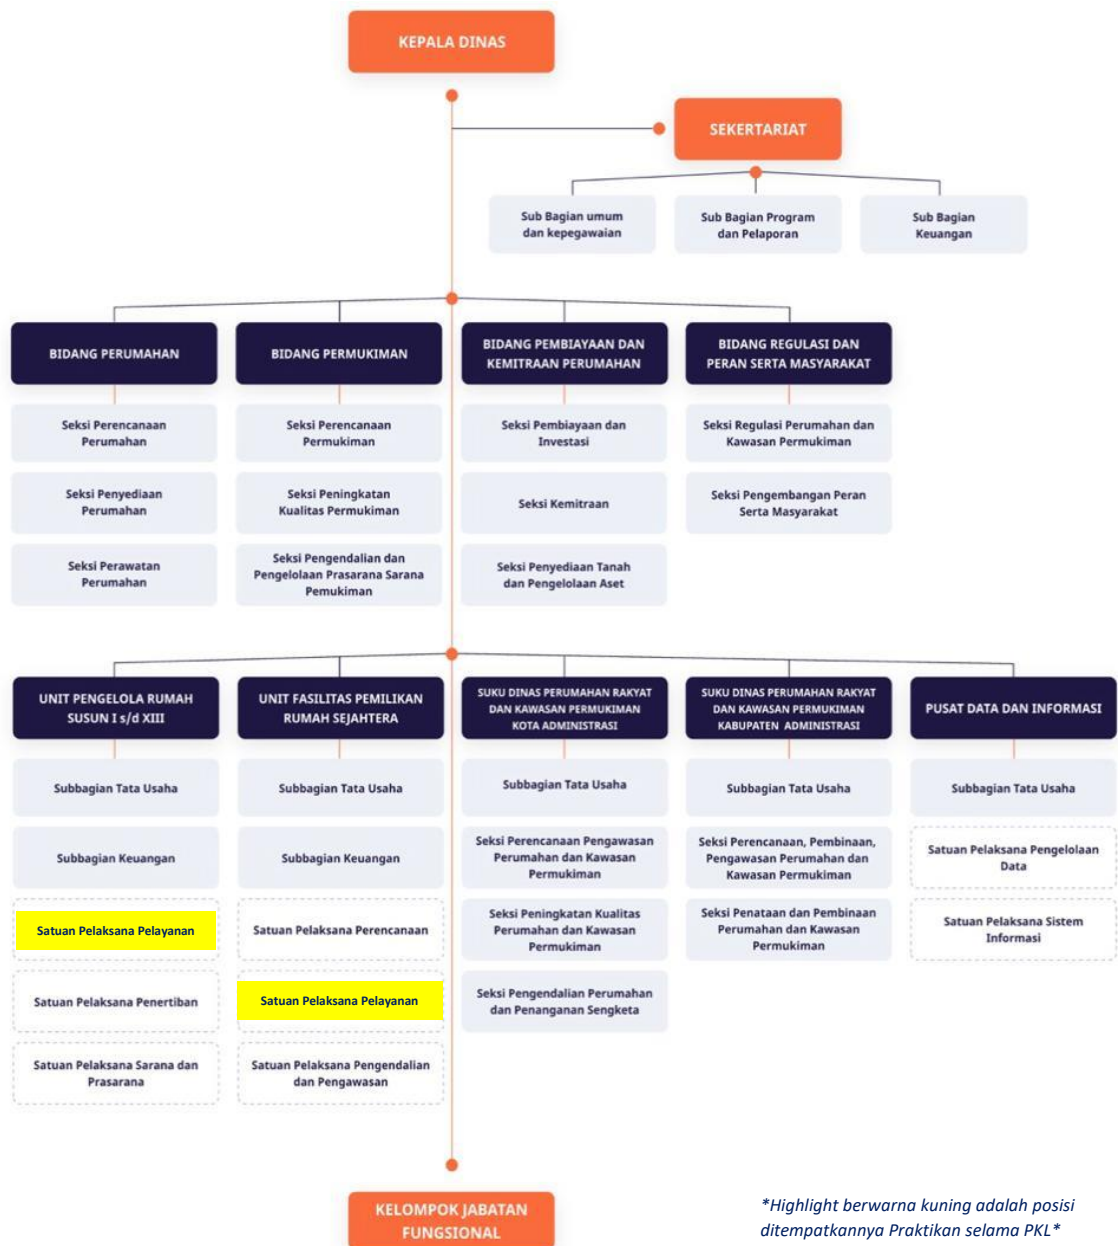 KEPALA DINAS
SEKERTARIAT
Sub Bagian umum
dan kepegawaian
Sub Bagian Program
dan Pelaporan
Sub Bagian
Keuangan
BIDANG PERUMAHAN
BIDANG PERMUKIMAN
BIDANG PEMBIAYAAN DAN
KEMITRAAN PERUMAHAN
BIDANG REGULASI DAN
PERAN SERTA MASYARAKAT
Seksi Perencanaan
Perumahan
Seksi Perencanaan
Permukiman
Seksi Pembiayaan dan
Investasi
Seksi Regulasi Perumahan dan
Kawasan Permukiman
Seksi Penyediaan
Perumahan
Seksi Peningkatan
Kualitas Permukiman
Seksi Kemitraan
Seksi Pengembangan Peran
Serta Masyarakat
Seksi Perawatan
Perumahan
Seksi Pengendalian dan
Pengelolaan Prasarana Sarana
Pemukiman
Seksi Penyediaan Tanah
dan Pengelolaan Aset
UNIT PENGELOLA RUMAH
SUSUN I s/d XIII
UNIT FASILITAS PEMILIKAN
RUMAH SEJAHTERA
SUKU DINAS PERUMAHAN RAKYAT
DAN KAWASAN PERMUKIMAN
KOTA ADMINISTRASI
SUKU DINAS PERUMAHAN RAKYAT
DAN KAWASAN PERMUKIMAN
KABUPATEN ADMINISTRASI
PUSAT DATA DAN INFORMASI
Subbagian Tata Usaha
Subbagian Tata Usaha
Subbagian Tata Usaha
Subbagian Tata Usaha
Subbagian Tata Usaha
Subbagian Keuangan
Subbagian Keuangan
Seksi Perencanaan Pengawasan
Perumahan dan Kawasan
Permukiman
Seksi Perencanaan, Pembinaan,
Pengawasan Perumahan dan
Kawasan Permukiman
Satuan Pelaksana Pengelolaan
Data
Satuan Pelaksana Pelayanan
Satuan Pelaksana Perencanaan
Seksi Peningkatan Kualitas
Perumahan dan Kawasan
Permukiman
Seksi Penataan dan Pembinaan
Perumahan dan Kawasan
Permukiman
Satuan Pelaksana Sistem
Informasi
Satuan Pelaksana Penertiban
Satuan Pelaksana Pelayanan
Seksi Pengendalian Perumahan
dan Penanganan Sengketa
Satuan Pelaksana Sarana dan
Prasarana
Satuan Pelaksana Pengendalian
dan Pengawasan
KELOMPOK JABATAN
FUNGSIONAL
*Highlight berwarna kuning adalah posisi
ditempatkannya Praktikan selama PKL*